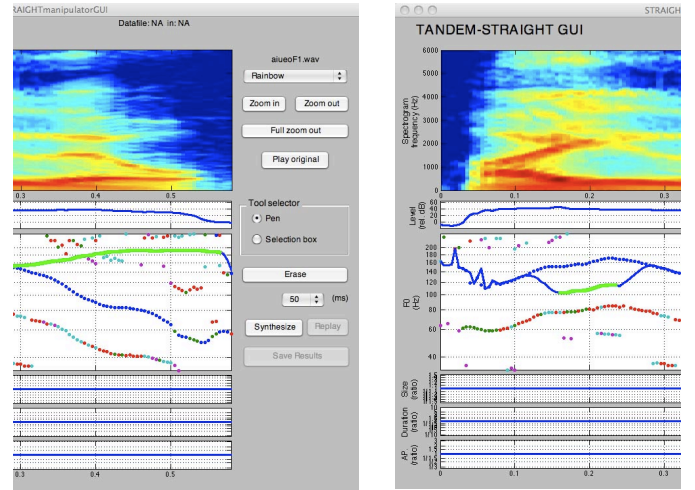 RAIGHTmanipulatorGUI
Datafile: NA in: NA
aiueoF1.wav
Rainbow
Zoom in
Zoom out
Full zoom out
Play original
Tool selector
Pen
Selection box
Erase
50
(ms)
Synthesize
Replay
Save Results
0.3
0.4
0.5
0.3
0.4
0.5
STRAIGH
TANDEM-STRAIGHT GUI
6000
5000
4000
3000
2000
1000
0
Spectrogram
frequency (Hz)
0
0.1
0.2
0.3
60
40
20
0
Level
(rel. dB)
200
180
160
140
120
100
80
60
40
F0
(Hz)
Size
(ratio)
Duration
(ratio)
AP
(ratio)
0
0.1
0.2
0.3